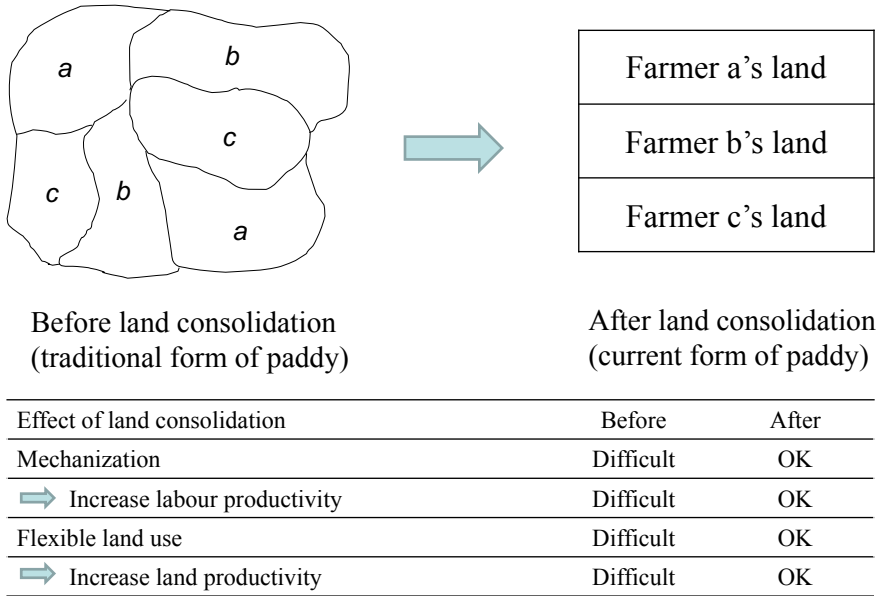 a
b
c
c
b
a
Farmer a’s land
Farmer b’s land
Farmer c’s land
Before land consolidation
(traditional form of paddy)
After land consolidation
(current form of paddy)
Effect of land consolidation Before After
Mechanization Difficult OK
Increase labour productivity Difficult OK
Flexible land use Difficult OK
Increase land productivity Difficult OK